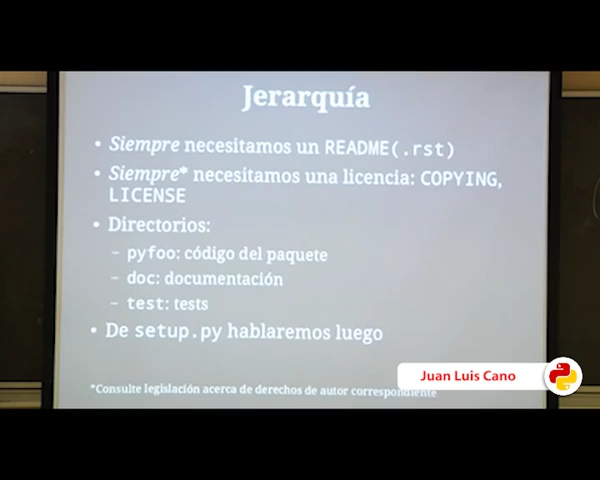 Jerarquía
• Siempre necesitamos un README(.rst)
• Siempre* necesitamos una licencia: COPYING,
LICENSE
• Directorios:
– pyfoo: código del paquete
– doc: documentación
– test: tests
• De setup.py hablaremos luego
Juan Luis Cano
*Consulte legislación acerca de derechos de autor correspondiente